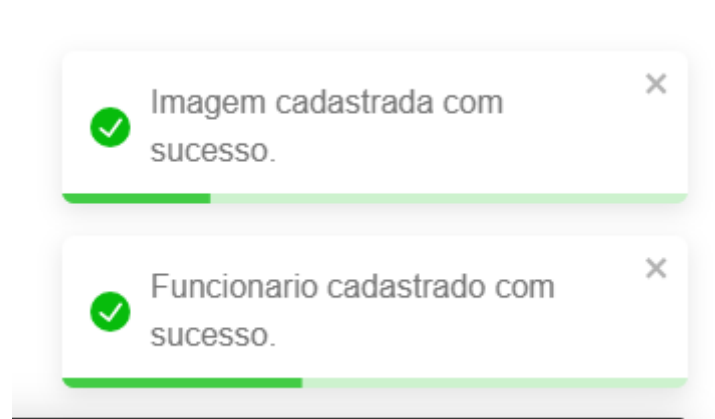 Imagem cadastrada com
sucesso.
Funcionario cadastrado com
sucesso.